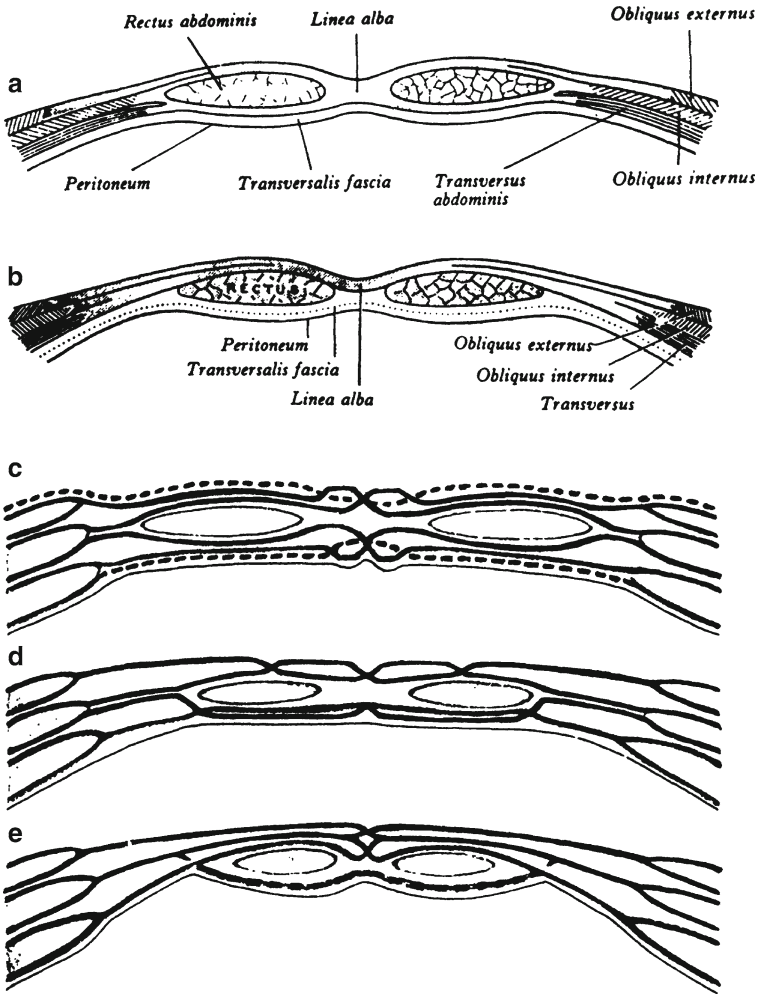 Rectus abdominis
Linea alba
Obliquus externus
a
Peritoneum
Transversalis fascia
Transversus
abdominis
Obliquus internus
b
RECTUS
Peritoneum
Transversalis fascia
Linea alba
Obliquus externus
Obliquus internus
Transversus
c
d
e